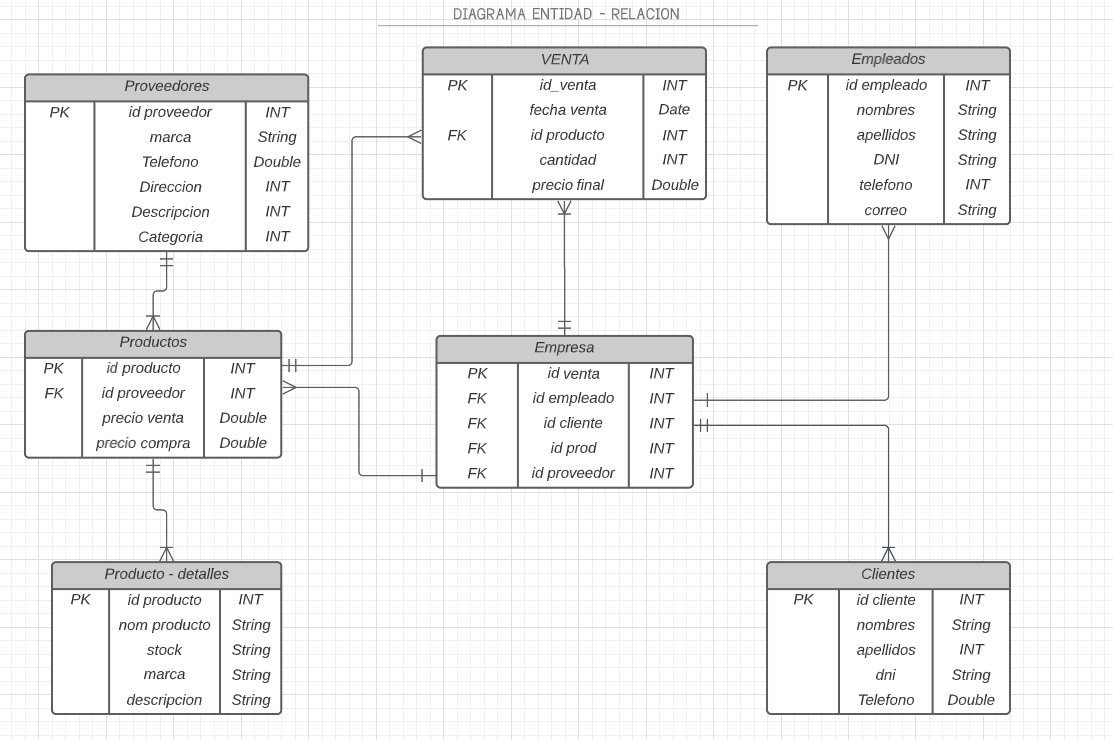 DIAGRAMA ENTIDAD - RELACION
Proveedores
PK id proveedor INT
marca String
Telefono Double
Direccion INT
Descripcion INT
Categoria INT
VENTA
PK id_venta INT
fecha venta Date
FK id producto INT
cantidad INT
precio final Double
Empleados
PK id empleado INT
nombres String
apellidos String
DNI String
telefono INT
correo String
Productos
PK id producto INT
FK id proveedor INT
precio venta Double
precio compra Double
Empresa
PK id venta INT
FK id empleado INT
FK id cliente INT
FK id prod INT
FK id proveedor INT
Producto - detalles
PK id producto INT
nom producto String
stock String
marca String
descripcion String
Clientes
PK id cliente INT
nombres String
apellidos INT
dni String
Telefono Double